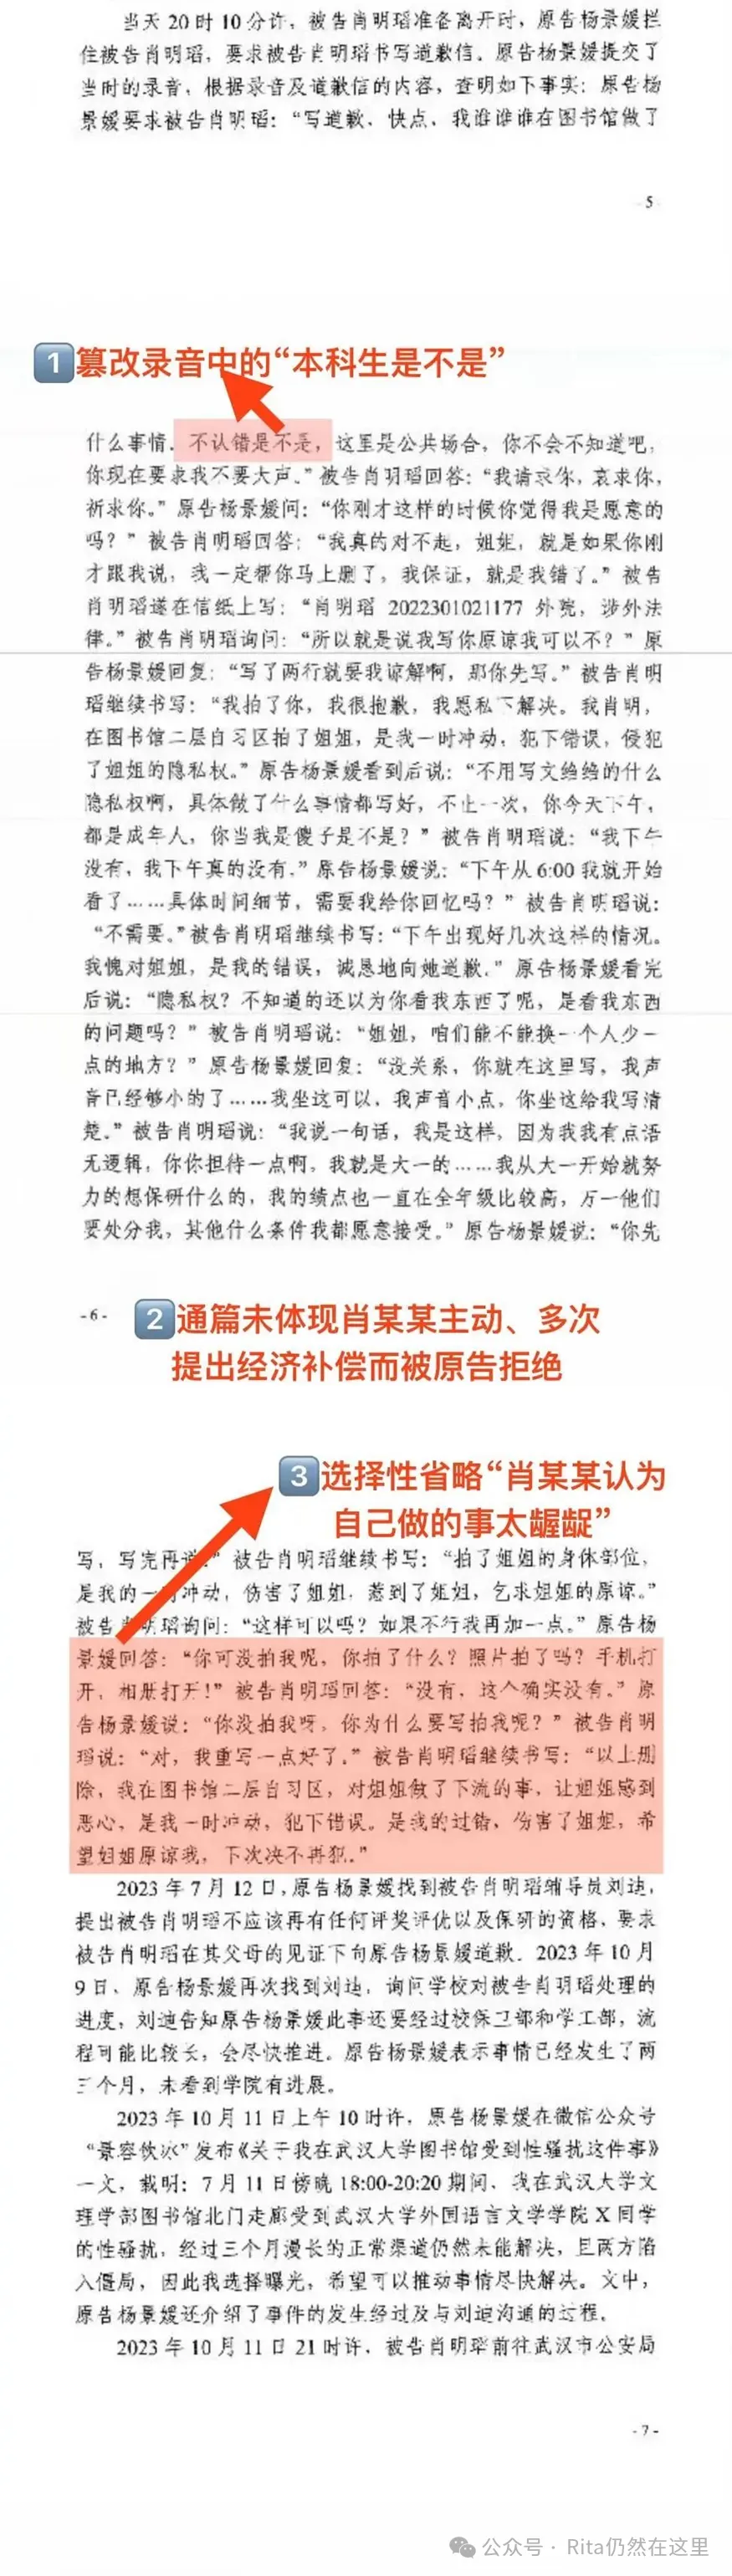 当天 20 时 10 分许，被告肖明瑫准备离开时，原告杨景媛拦
住被告肖明瑫，要求被告肖明瑫书写道歉信。原告杨景媛提交了
当时的录音，根据录音及道歉信的内容，查明如下事实：原告杨
景媛要求被告肖明瑫：“写道歉，快点，我谁谁谁在图书馆做了
- 5 -
1 篡改录音中的“本科生是不是”
什么事情，不认错是不是，这里是公共场合，你不会不知道吧，
你现在要求我不要大声。”被告肖明瑫回答：“我请求你，哀求你，
祈求你。”原告杨景媛问：“你刚才这样的时候你觉得我是愿意的
吗？”被告肖明瑫回答：“我真的对不起，姐姐，就是如果你刚
才跟我说，我一定帮你马上删了，我保证，就是我错了。”被告
肖明瑫遂在信纸上写：“肖明瑫 2022301021177 外院，涉外法
律。”被告肖明瑫询问：“所以就是说我写你原谅我可以不？”原
告杨景媛回复：“写了两行就要我谅解啊，那你先写。”被告肖明
瑫继续书写：“我拍了你，我很抱歉，我愿私下解决。我肖明，
在图书馆二层自习区拍了姐姐，是我一时冲动，犯下错误，侵犯
了姐姐的隐私权。”原告杨景媛看到后说：“不用写文绉绉的什么
隐私权啊，具体做了什么事情都写好，不止一次，你今天下午，
都是成年人，你当我是傻子是不是？”被告肖明瑫说：“我下午
没有，我下午真的没有。”原告杨景媛说：“下午从 6:00 我就开始
看了……具体时间细节，需要我给你回忆吗？”被告肖明瑫说：
“不需要。”被告肖明瑫继续书写：“下午出现好几次这样的情况。
我愧对姐姐，是我的错误，诚恳地向她道歉。”原告杨景媛看完
后说：“隐私权？不知道的还以为你看我东西了呢，是看我东西
的问题吗？”被告肖明瑫说：“姐姐，咱们能不能换一个人少一
点的地方？”原告杨景媛回复：“没关系，你就在这里写，我声
音已经够小的了……我坐这可以，我声音小点，你坐这给我写清
楚。”被告肖明瑫说：“我说一句话，我是这样，因为我我有点语
无逻辑，你你担待一点啊，我就是大一的……我从大一开始就努
力的想保研什么的，我的绩点也一直在全年级比较高，万一他们
要处分我，其他什么条件我都愿意接受。”原告杨景媛说：“你先
- 6 -
2 通篇未体现肖某某主动、多次
提出经济补偿而被原告拒绝
3 选择性省略“肖某某认为
自己做的事太龌龊”
写，写完再说。”被告肖明瑫继续书写：“拍了姐姐的身体部位，
是我的一时冲动，伤害了姐姐，惹到了姐姐，乞求姐姐的原谅。”
被告肖明瑫询问：“这样可以吗？如果不行我再加一点。”原告杨
景媛回答：“你可没拍我呢，你拍了什么？照片拍了吗？手机打
开，相册打开！”被告肖明瑫回答：“没有，这个确实没有。”原
告杨景媛说：“你没拍我呀，你为什么要写拍我呢？”被告肖明
瑫说：“对，我重写一点好了。”被告肖明瑫继续书写：“以上删
除，我在图书馆二层自习区，对姐姐做了下流的事，让姐姐感到
恶心，是我一时冲动，犯下错误。是我的过错，伤害了姐姐，希
望姐姐原谅我，下次决不再犯。”
2023 年 7 月 12 日，原告杨景媛找到被告肖明瑫辅导员刘迪，
提出被告肖明瑫不应该再有任何评奖评优以及保研的资格，要求
被告肖明瑫在其父母的见证下向原告杨景媛道歉。2023 年 10 月
9 日，原告杨景媛再次找到刘迪，询问学校对被告肖明瑫处理的
进度，刘迪告知原告杨景媛此事还要经过校保卫部和学工部，流
程可能比较长，会尽快推进。原告杨景媛表示事情已经发生了两
三个月，未看到学院有进展。
2023 年 10 月 11 日上午 10 时许，原告杨景媛在微信公众号
“景容饮冰”发布《关于我在武汉大学图书馆受到性骚扰这件事》
一文，载明：7 月 11 日傍晚 18:00-20:20 期间，我在武汉大学文
理学部图书馆北门走廊受到武汉大学外国语言文学学院 X 同学
的性骚扰，经过三个月漫长的正常渠道仍然未能解决，且两方陷
入僵局，因此我选择曝光，希望可以推动事情尽快解决。文中，
原告杨景媛还介绍了事件的发生经过及与刘迪沟通的过程。
2023 年 10 月 11 日 21 时许，被告肖明瑫前往武汉市公安局
- 7 -
公众号 · Rita仍然在这里